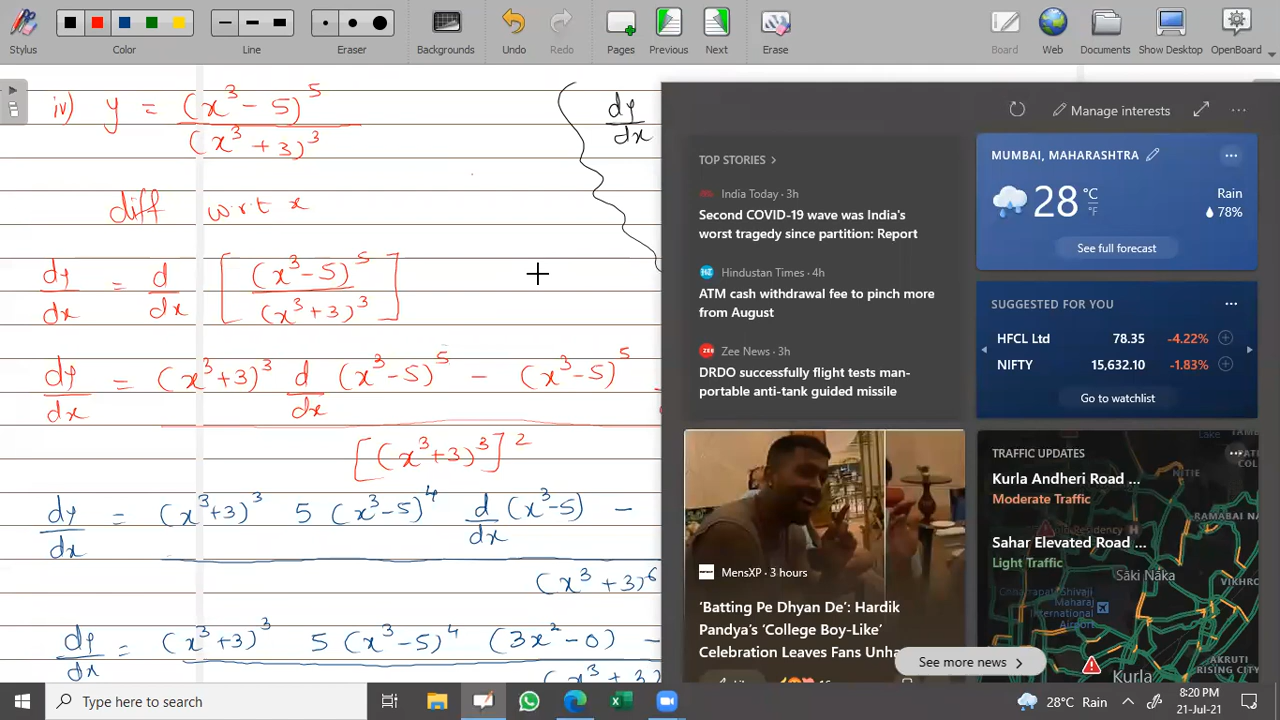 Stylus Color Line Eraser Backgrounds Undo Redo Pages Previous Next Erase Board Web Documents Show Desktop OpenBoard
iv) y = (x³ - 5)⁵ / (x³ + 3)³
diff w.r.t x
dy/dx = d/dx [ (x³ - 5)⁵ / (x³ + 3)³ ]
dy/dx = (x³+3)³ d/dx (x³-5)⁵ - (x³-5)⁵
[(x³+3)³]²
dy/dx = (x³+3)³ 5 (x³-5)⁴ d/dx (x³-5) -
(x³ + 3)⁶
dy/dx = (x³+3)³ 5 (x³-5)⁴ (3x²-0) -
(x³ + 3)
dy/dx
Manage interests
TOP STORIES
India Today · 3h
Second COVID-19 wave was India's
worst tragedy since partition: Report
Hindustan Times · 4h
ATM cash withdrawal fee to pinch more
from August
Zee News · 3h
DRDO successfully flight tests man-
portable anti-tank guided missile
MensXP · 3 hours
'Batting Pe Dhyan De': Hardik
Pandya's 'College Boy-Like'
Celebration Leaves Fans
MUMBAI, MAHARASHTRA
28 °C °F
Rain
78%
See full forecast
SUGGESTED FOR YOU
HFCL Ltd 78.35 -4.22%
NIFTY 15,632.10 -1.83%
Go to watchlist
TRAFFIC UPDATES
Kurla Andheri Road ...
Moderate Traffic
Sahar Elevated Road ...
Light Traffic
Sāki Nāka
Kurla
See more news
Type here to search
28°C Rain
8:20 PM
21-Jul-21